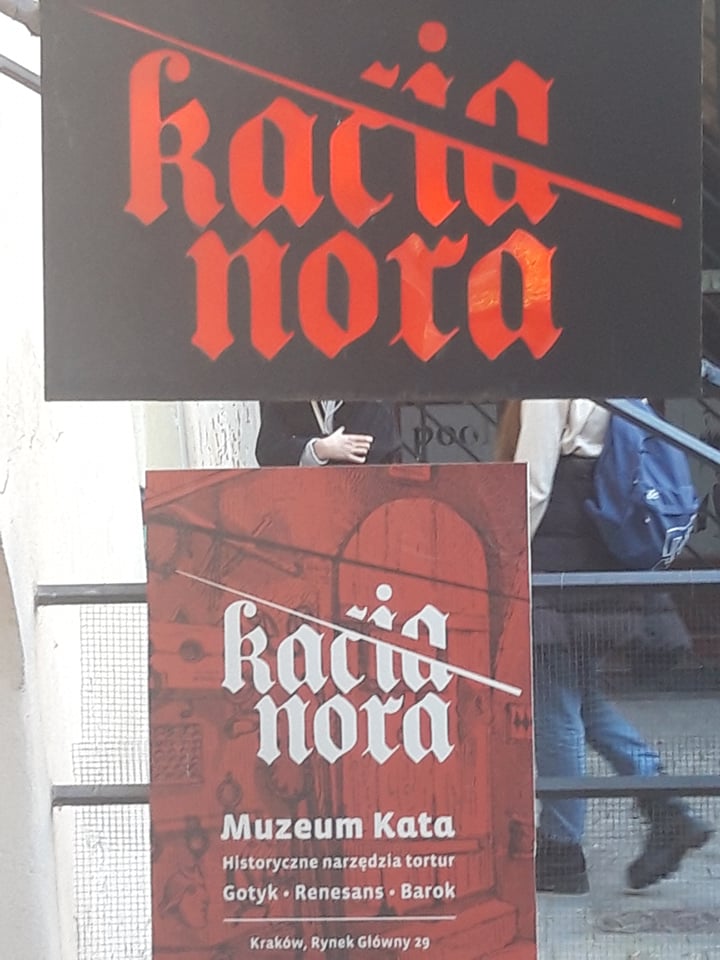 kacia
nora
kacia
nora
Muzeum Kata
Historyczne narzędzia tortur
Gotyk • Renesans • Barok
Kraków, Rynek Główny 29